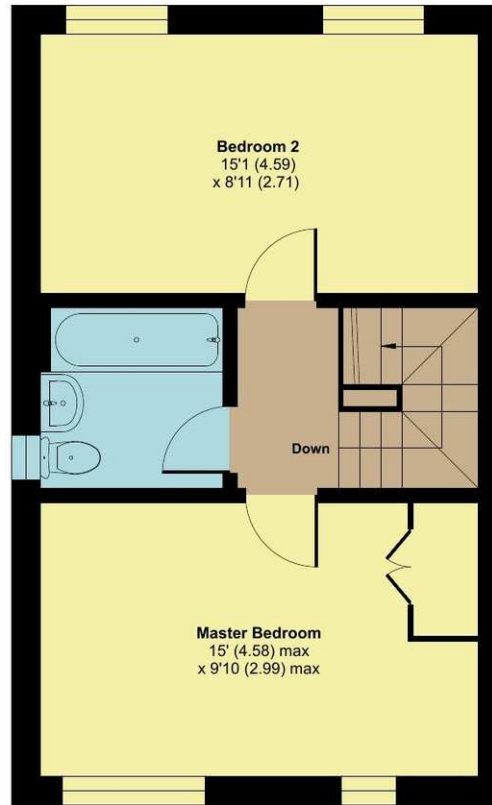 Bedroom 2
15'1 (4.59)
x 8'11 (2.71)
Down
Master Bedroom
15' (4.58) max
x 9'10 (2.99) max